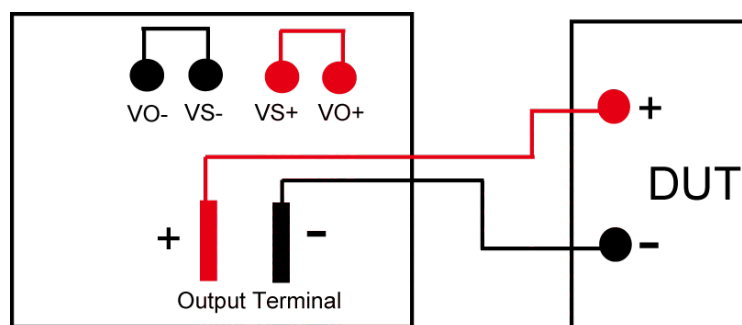 VO- VS- VS+ VO+
+
DUT
+ -
-
Output Terminal